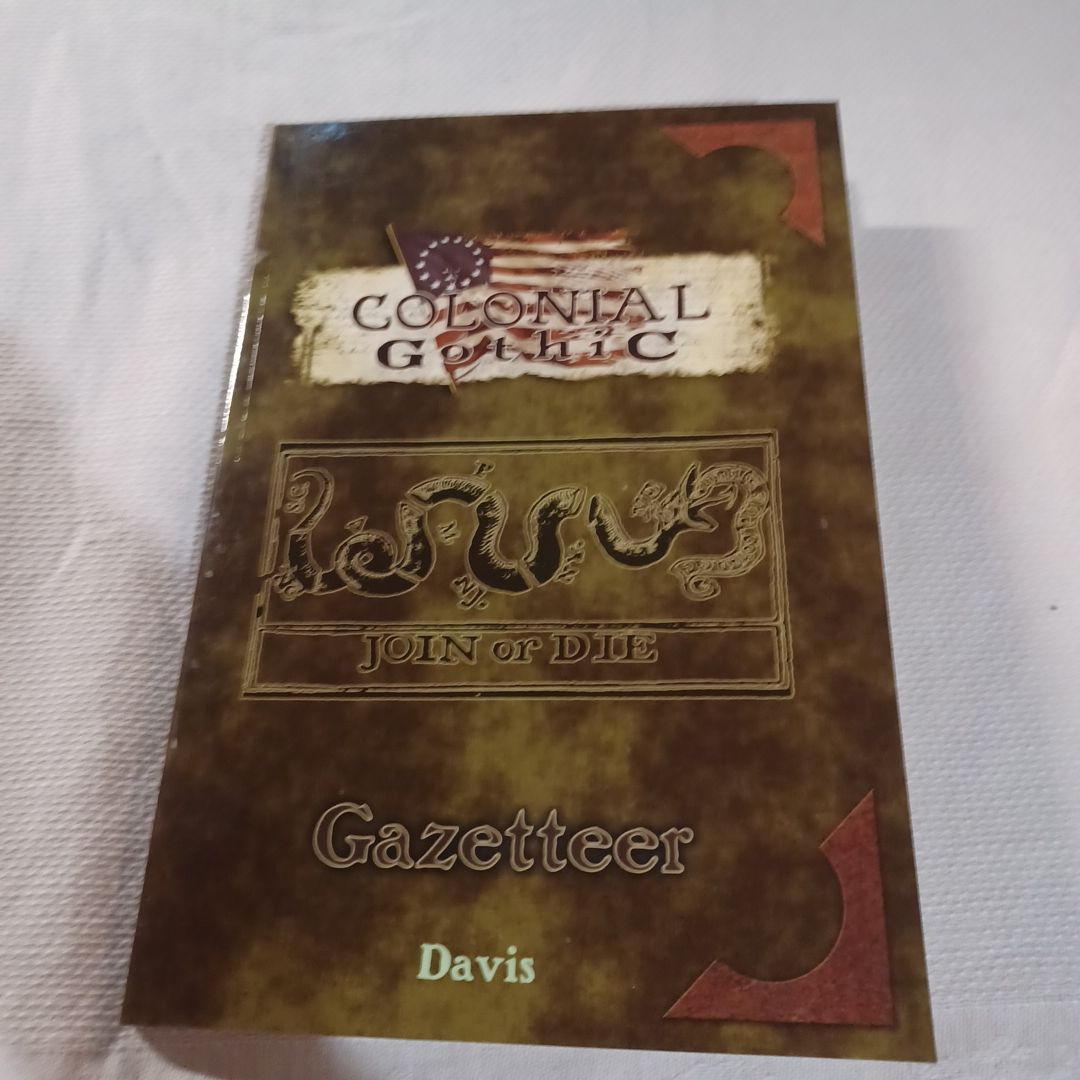 COLONIAL
GothiC
P
S.C.
V
M
N.J.
N.Y.
JOIN or DIE
Gazetteer
Davis